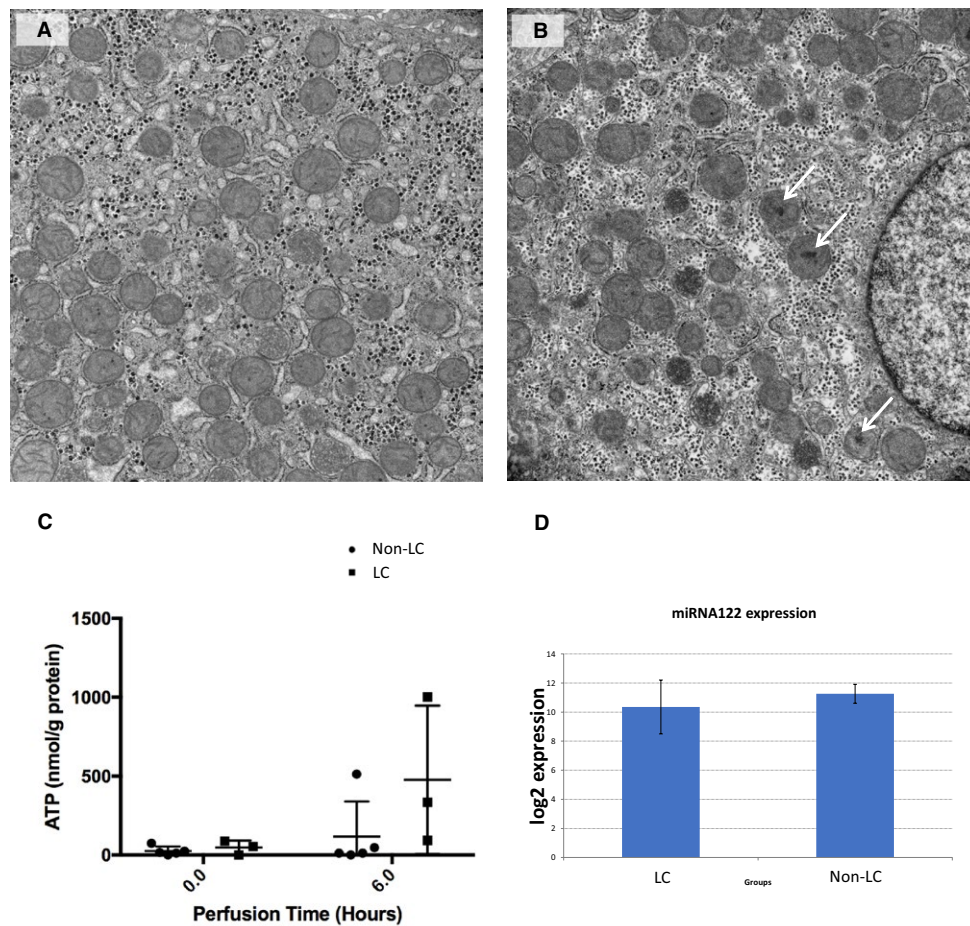 A
B
C
Non-LC
LC
1500
1000
500
0
ATP (nmol/g protein)
0.0
6.0
Perfusion Time (Hours)
D
miRNA122 expression
14
12
10
8
6
4
2
0
log2 expression
LC
Groups
Non-LC